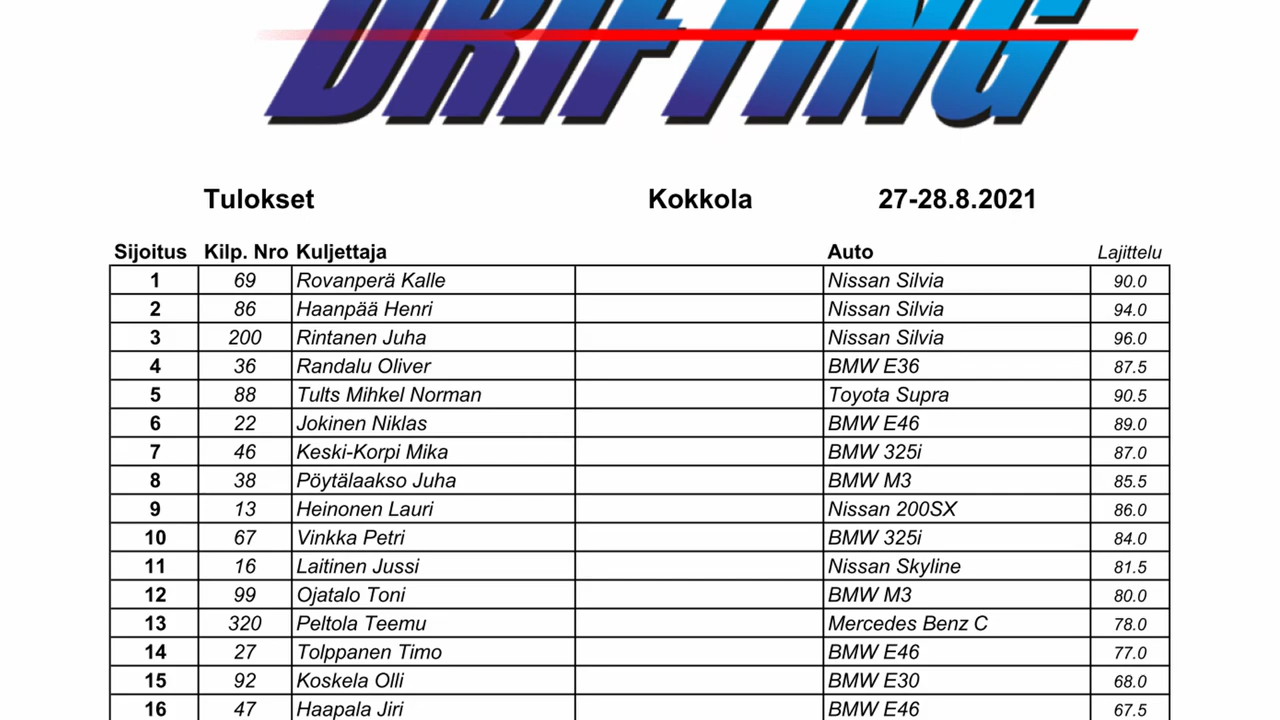 DRIFTING
Tulokset Kokkola 27-28.8.2021
Sijoitus Kilp. Nro Kuljettaja Auto Lajittelu
1 69 Rovanperä Kalle Nissan Silvia 90.0
2 86 Haanpää Henri Nissan Silvia 94.0
3 200 Rintanen Juha Nissan Silvia 96.0
4 36 Randalu Oliver BMW E36 87.5
5 88 Tults Mihkel Norman Toyota Supra 90.5
6 22 Jokinen Niklas BMW E46 89.0
7 46 Keski-Korpi Mika BMW 325i 87.0
8 38 Pöytälaakso Juha BMW M3 85.5
9 13 Heinonen Lauri Nissan 200SX 86.0
10 67 Vinkka Petri BMW 325i 84.0
11 16 Laitinen Jussi Nissan Skyline 81.5
12 99 Ojatalo Toni BMW M3 80.0
13 320 Peltola Teemu Mercedes Benz C 78.0
14 27 Tolppanen Timo BMW E46 77.0
15 92 Koskela Olli BMW E30 68.0
16 47 Haapala Jiri BMW E46 67.5